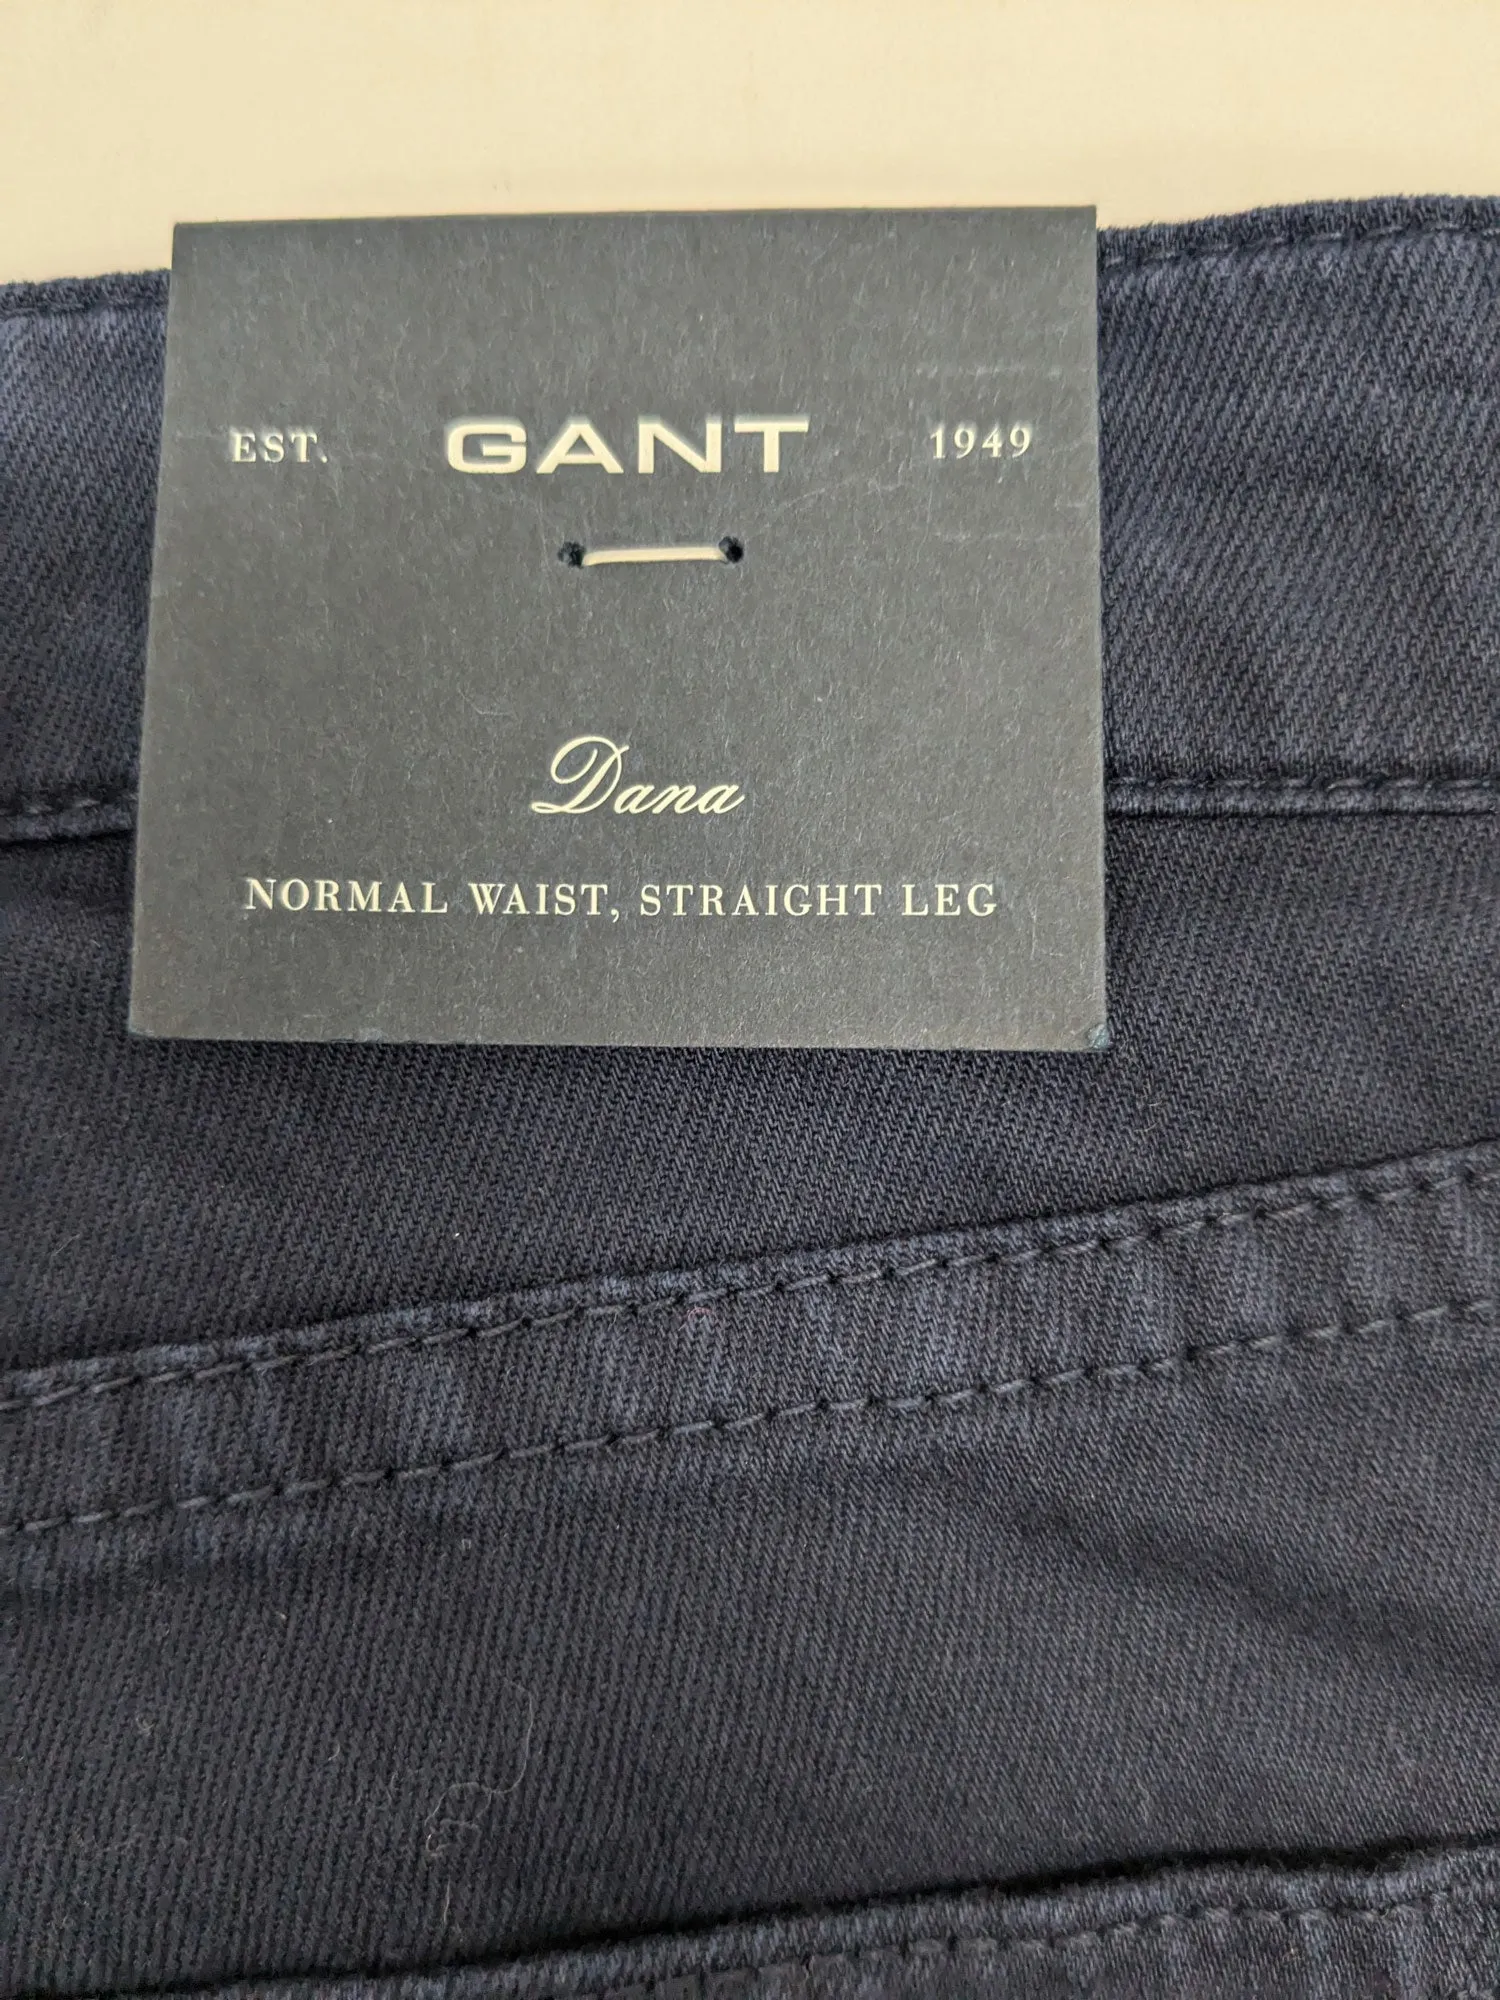 EST. GANT 1949
Dana
NORMAL WAIST, STRAIGHT LEG